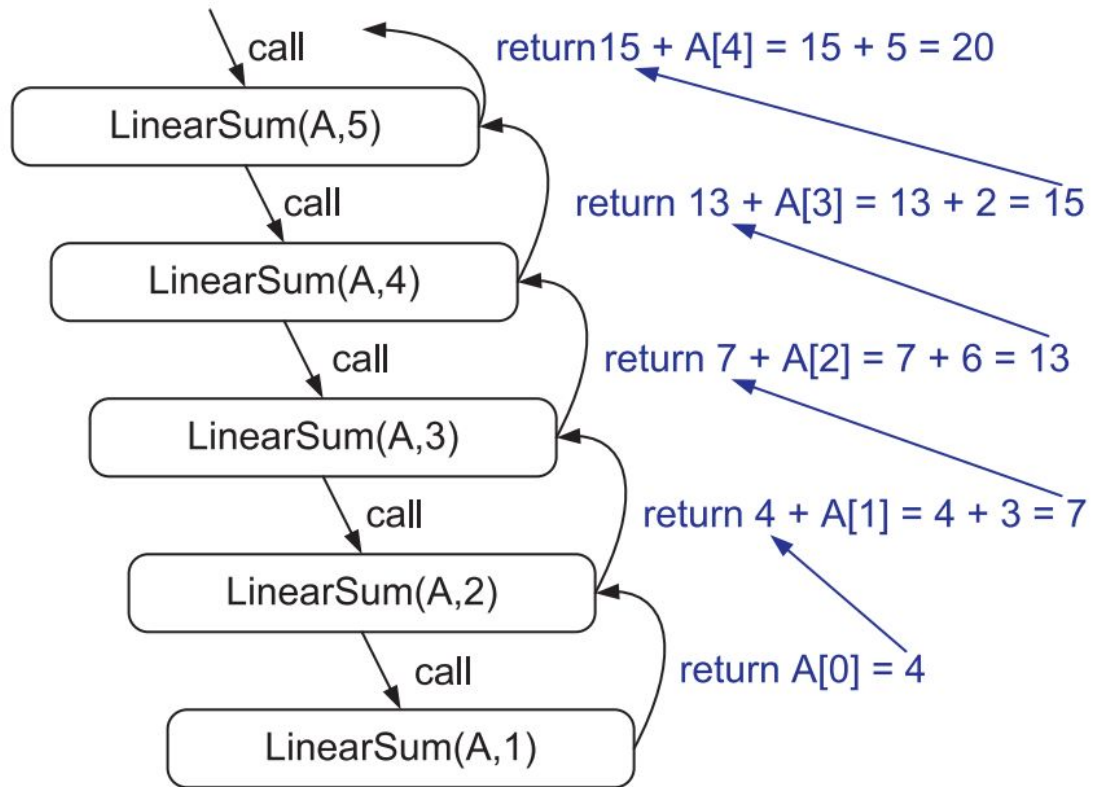 call
return15 + A[4] = 15 + 5 = 20
LinearSum(A,5)
call
return 13 + A[3] = 13 + 2 = 15
LinearSum(A,4)
call
return 7 + A[2] = 7 + 6 = 13
LinearSum(A,3)
call
return 4 + A[1] = 4 + 3 = 7
LinearSum(A,2)
call
return A[0] = 4
LinearSum(A,1)